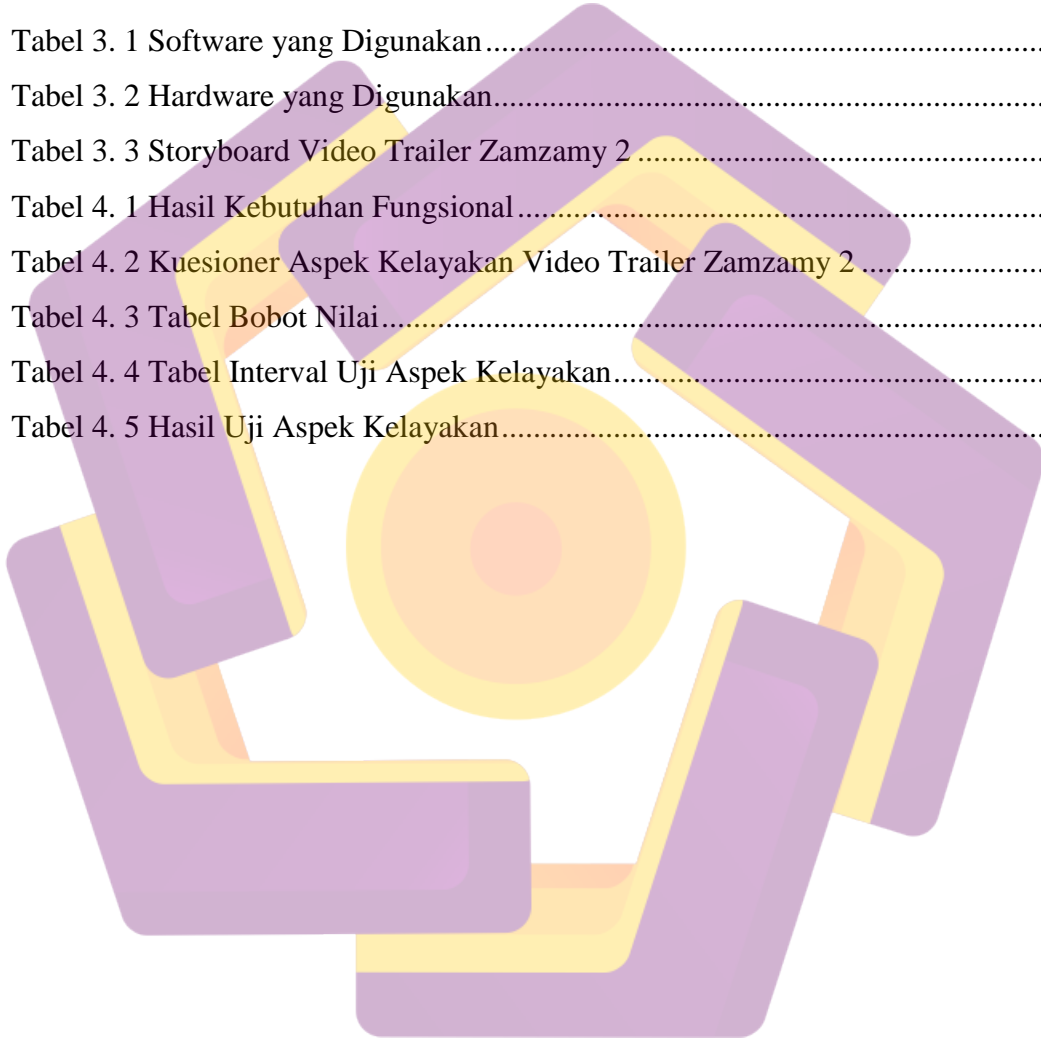 Tabel 3. 1 Software yang Digunakan......................................................................
Tabel 3. 2 Hardware yang Digunakan.....................................................................
Tabel 3. 3 Storyboard Video Trailer Zamzamy 2 ...................................................
Tabel 4. 1 Hasil Kebutuhan Fungsional..................................................................
Tabel 4. 2 Kuesioner Aspek Kelayakan Video Trailer Zamzamy 2 ......................
Tabel 4. 3 Tabel Bobot Nilai.....................................................................................
Tabel 4. 4 Tabel Interval Uji Aspek Kelayakan......................................................
Tabel 4. 5 Hasil Uji Aspek Kelayakan....................................................................